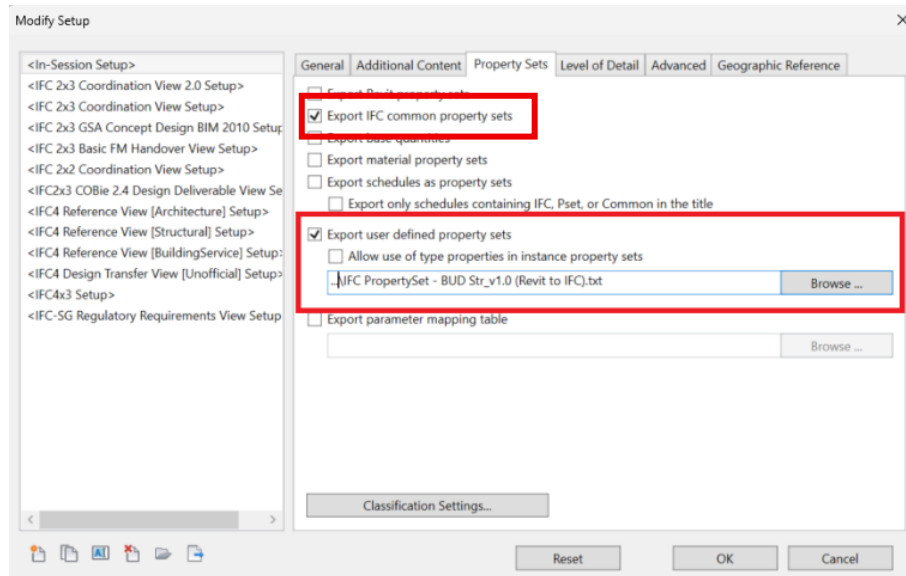 Modify Setup
<In-Session Setup>
<IFC 2x3 Coordination View 2.0 Setup>
<IFC 2x3 Coordination View Setup>
<IFC 2x3 GSA Concept Design BIM 2010 Setup
<IFC 2x3 Basic FM Handover View Setup>
<IFC 2x2 Coordination View Setup>
<IFC2x3 COBie 2.4 Design Deliverable View Se
<IFC4 Reference View [Architecture] Setup>
<IFC4 Reference View [Structural] Setup>
<IFC4 Reference View [BuildingService] Setup>
<IFC4 Design Transfer View [Unofficial] Setup>
<IFC4x3 Setup>
<IFC-SG Regulatory Requirements View Setup
General Additional Content Property Sets Level of Detail Advanced Geographic Reference
Export Revit property sets
Export IFC common property sets
Export base quantities
Export material property sets
Export schedules as property sets
Export only schedules containing IFC, Pset, or Common in the title
Export user defined property sets
Allow use of type properties in instance property sets
..\IFC PropertySet - BUD Str_v1.0 (Revit to IFC).txt Browse ...
Export parameter mapping table
Browse ...
Classification Settings...
Reset OK Cancel